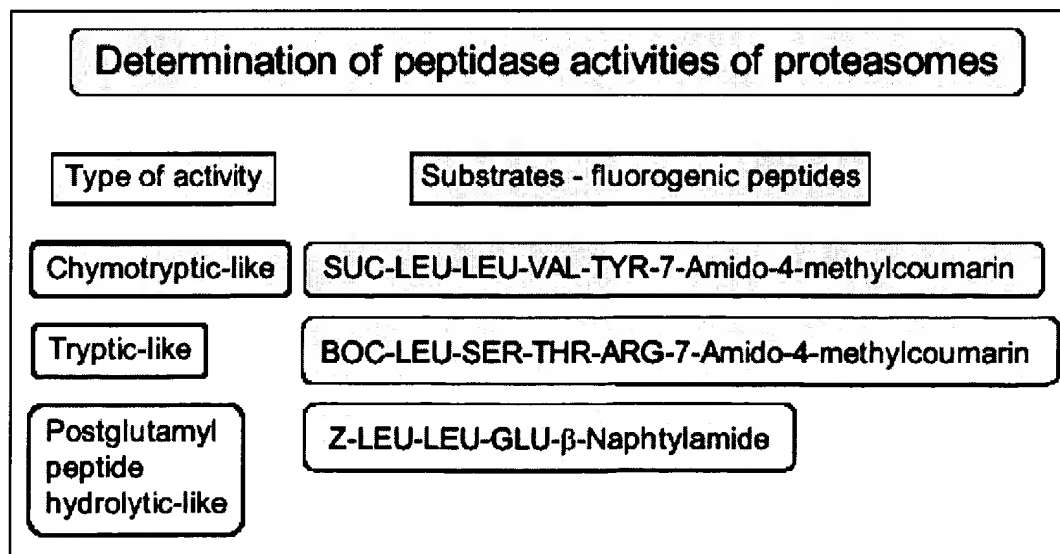 Determination of peptidase activities of proteasomes
Type of activity
Substrates - fluorogenic peptides
Chymotryptic-like
SUC-LEU-LEU-VAL-TYR-7-Amido-4-methylcoumarin
Tryptic-like
BOC-LEU-SER-THR-ARG-7-Amido-4-methylcoumarin
Postglutamyl
peptide
hydrolytic-like
Z-LEU-LEU-GLU-β-Naphtylamide